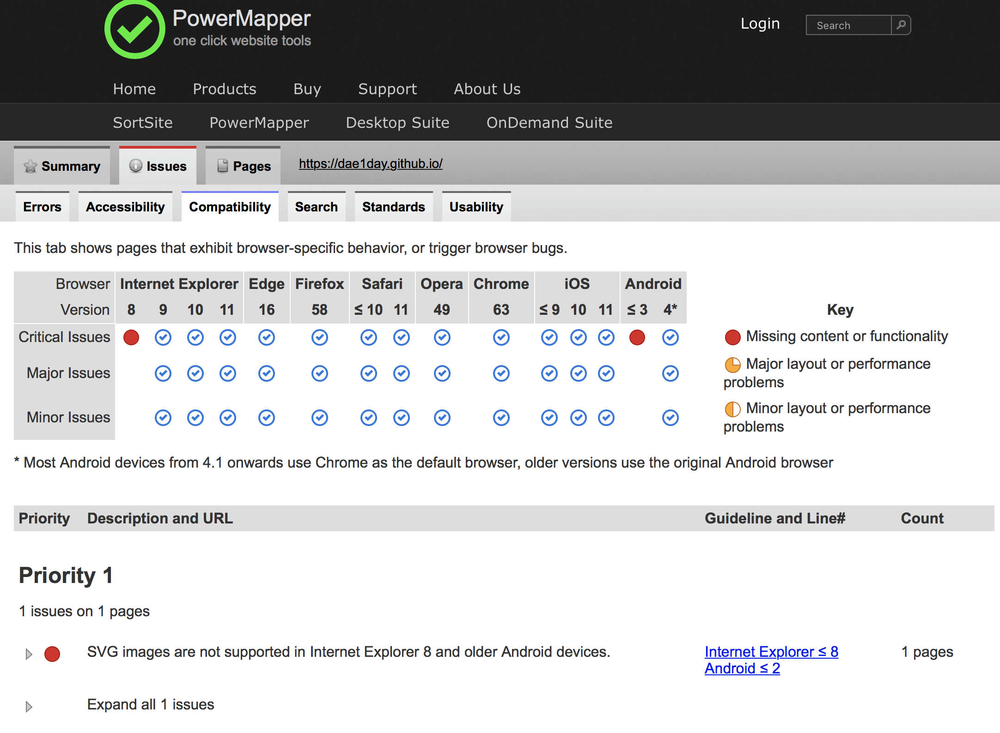 PowerMapper
one click website tools
Login
Search
Home Products Buy Support About Us
SortSite PowerMapper Desktop Suite OnDemand Suite
Summary Issues Pages https://dae1day.github.io/
Errors Accessibility Compatibility Search Standards Usability
This tab shows pages that exhibit browser-specific behavior, or trigger browser bugs.
Browser Internet Explorer Edge Firefox Safari Opera Chrome iOS Android
Version 8 9 10 11 16 58 ≤ 10 11 49 63 ≤ 9 10 11 ≤ 3 4* Key
Critical Issues Missing content or functionality
Major Issues Major layout or performance
problems
Minor Issues Minor layout or performance
problems
* Most Android devices from 4.1 onwards use Chrome as the default browser, older versions use the original Android browser
Priority Description and URL Guideline and Line# Count
Priority 1
1 issues on 1 pages
SVG images are not supported in Internet Explorer 8 and older Android devices. Internet Explorer ≤ 8 1 pages
Android ≤ 2
Expand all 1 issues